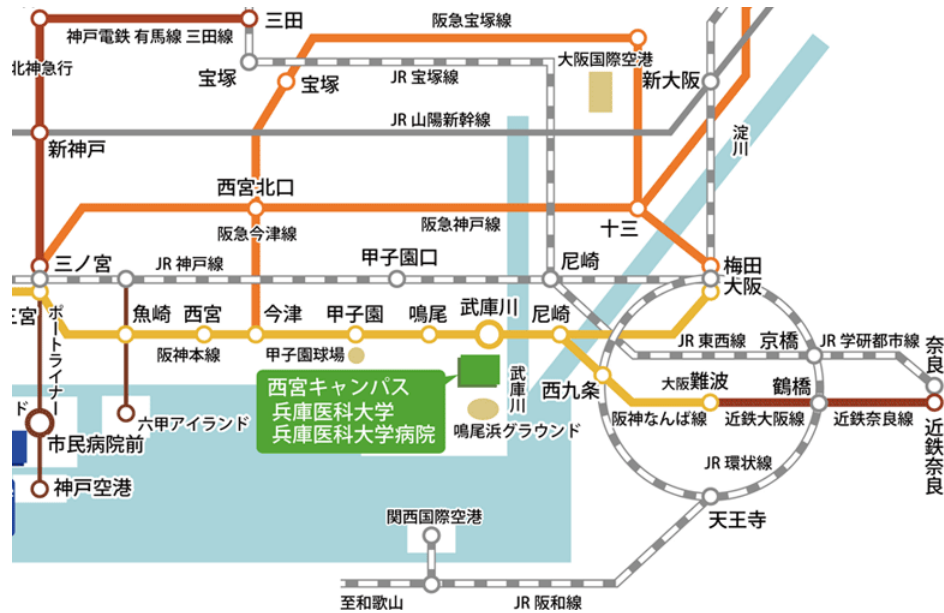 三田
阪急宝塚線
神戸電鉄 有馬線 三田線
大阪国際空港
北神急行
宝塚
宝塚
JR 宝塚線
新大阪
JR 山陽新幹線
淀川
新神戸
西宮北口
阪急今津線
阪急神戸線
十三
三ノ宮
JR 神戸線
甲子園口
尼崎
梅田
大阪
三宮
ポートライナー
魚崎
西宮
今津
甲子園
鳴尾
武庫川
尼崎
阪神本線
甲子園球場
JR 東西線
京橋
JR 学研都市線
奈良
武庫川
西九条
大阪難波
鶴橋
西宮キャンパス
兵庫医科大学
兵庫医科大学病院
阪神なんば線
近鉄大阪線
近鉄奈良線
近鉄奈良
ド
六甲アイランド
鳴尾浜グラウンド
市民病院前
JR 環状線
神戸空港
関西国際空港
天王寺
至和歌山
JR 阪和線